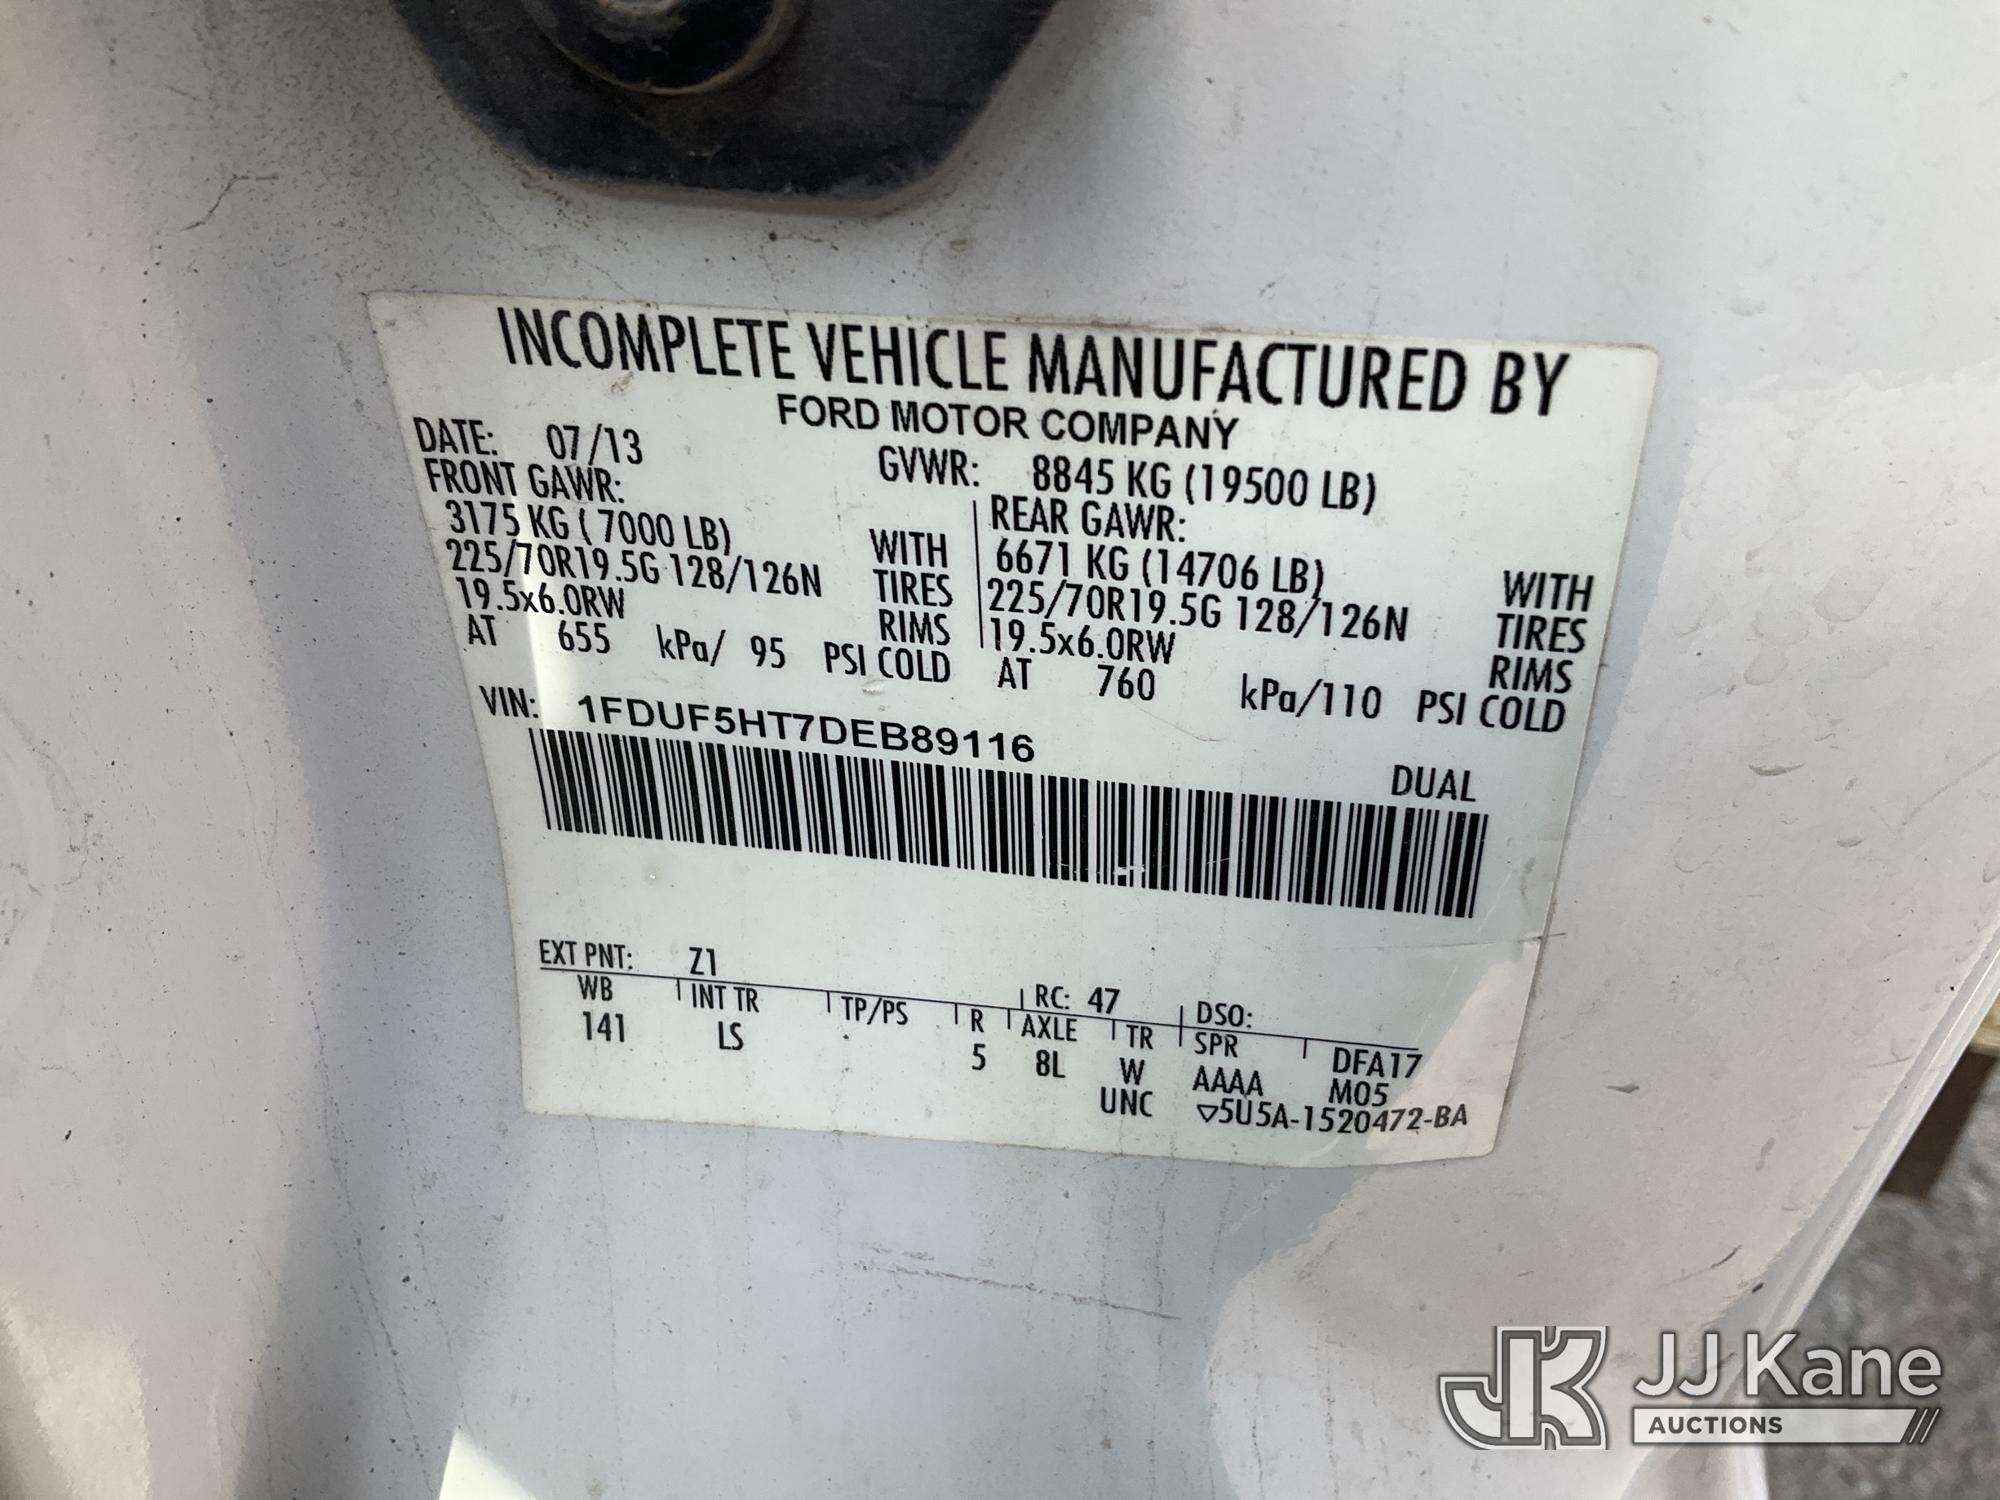 INCOMPLETE VEHICLE MANUFACTURED BY
FORD MOTOR COMPANY
DATE: 07/13 GVWR: 8845 KG (19500 LB)
FRONT GAWR: REAR GAWR:
3175 KG ( 7000 LB) WITH 6671 KG (14706 LB) WITH
225/70R19.5G 128/126N TIRES 225/70R19.5G 128/126N TIRES
19.5x6.0RW RIMS 19.5x6.0RW RIMS
AT 655 kPa/ 95 PSI COLD AT 760 kPa/110 PSI COLD
VIN: 1FDUF5HT7DEB89116
DUAL
EXT PNT: Z1 RC: 47 DSO:
WB INT TR TP/PS R AXLE TR SPR DFA17
141 LS 5 8L W AAAA M05
UNC ▽5U5A-1520472-BA
JK JJ Kane
AUCTIONS